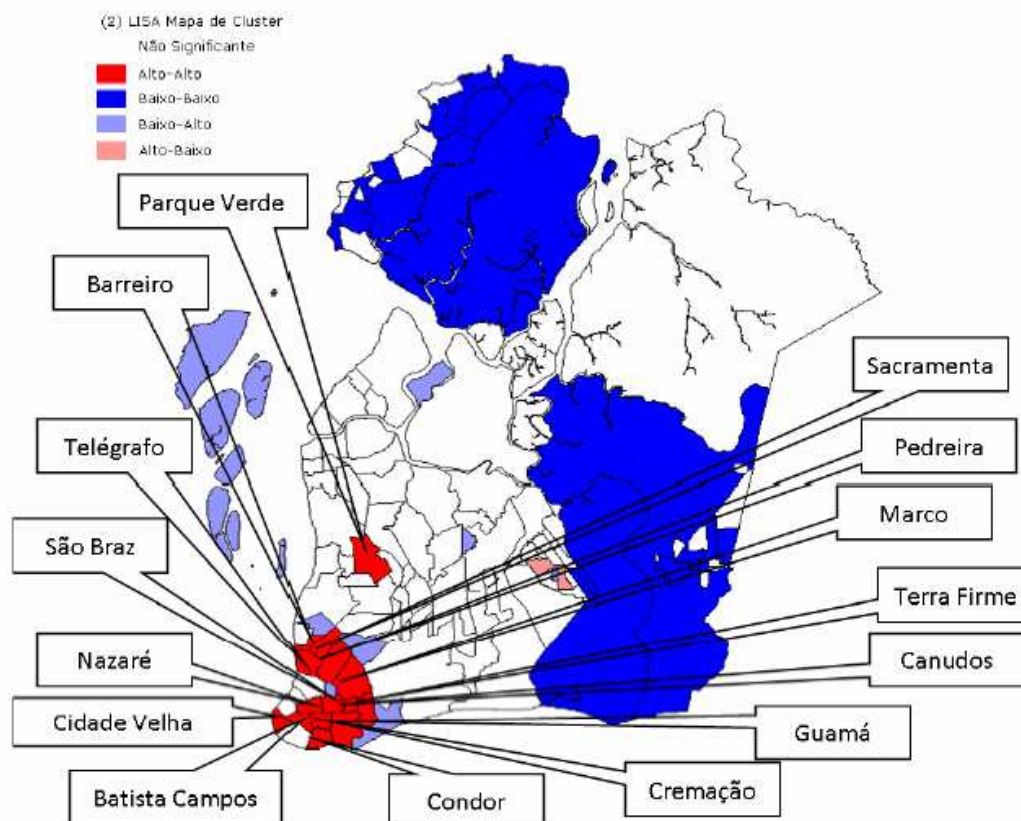 (2) LISA Mapa de Cluster
Não Significante
Alto-Alto
Baixo-Baixo
Baixo-Alto
Alto-Baixo
Parque Verde
Barreiro
Telégrafo
São Braz
Nazaré
Cidade Velha
Batista Campos
Condor
Cremação
Guamá
Canudos
Terra Firme
Marco
Pedreira
Sacramenta